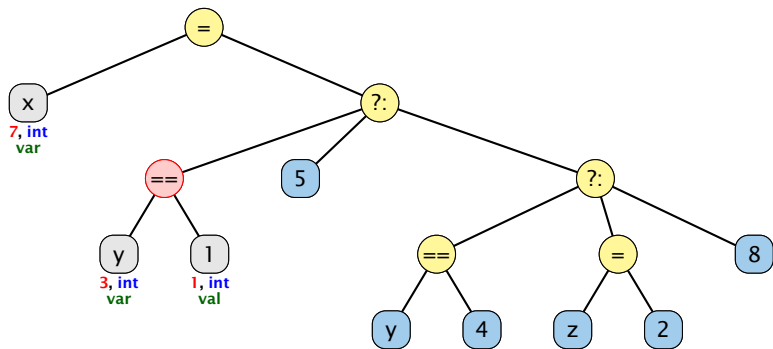 =
x
7, int
var
?:
==
5
?:
y
3, int
var
1
1, int
val
==
=
8
y
4
z
2